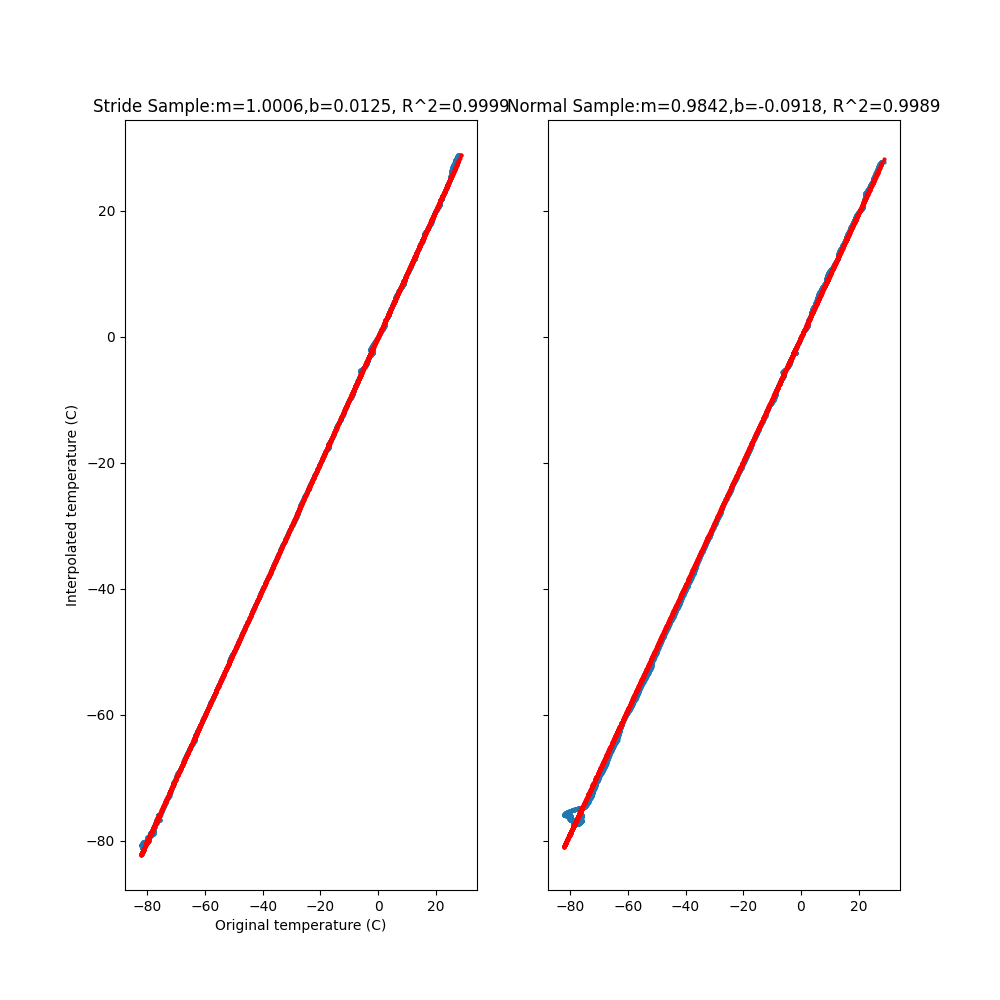 Stride Sample:m=1.0006,b=0.0125, R^2=0.9999
Normal Sample:m=0.9842,b=-0.0918, R^2=0.9989
20
0
−20
−40
−60
−80
Interpolated temperature (C)
−80 −60 −40 −20 0 20
−80 −60 −40 −20 0 20
Original temperature (C)